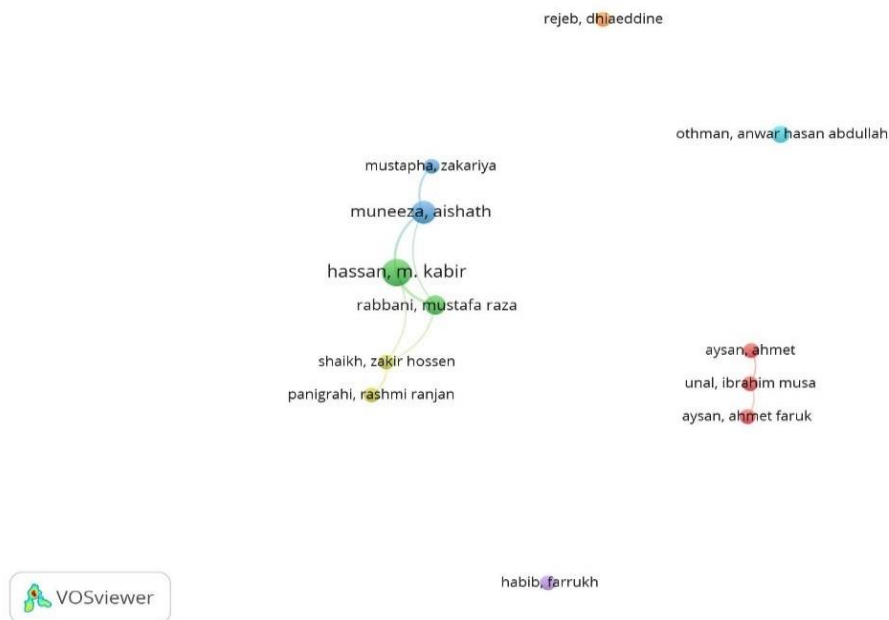 rejeb, dhiaeddine
othman, anwar hasan abdullah
mustapha, zakariya
muneeza, aishath
hassan, m. kabir
rabbani, mustafa raza
shaikh, zakir hossen
panigrahi, rashmi ranjan
aysan, ahmet
unal, ibrahim musa
aysan, ahmet faruk
habib, farrukh
VOSviewer